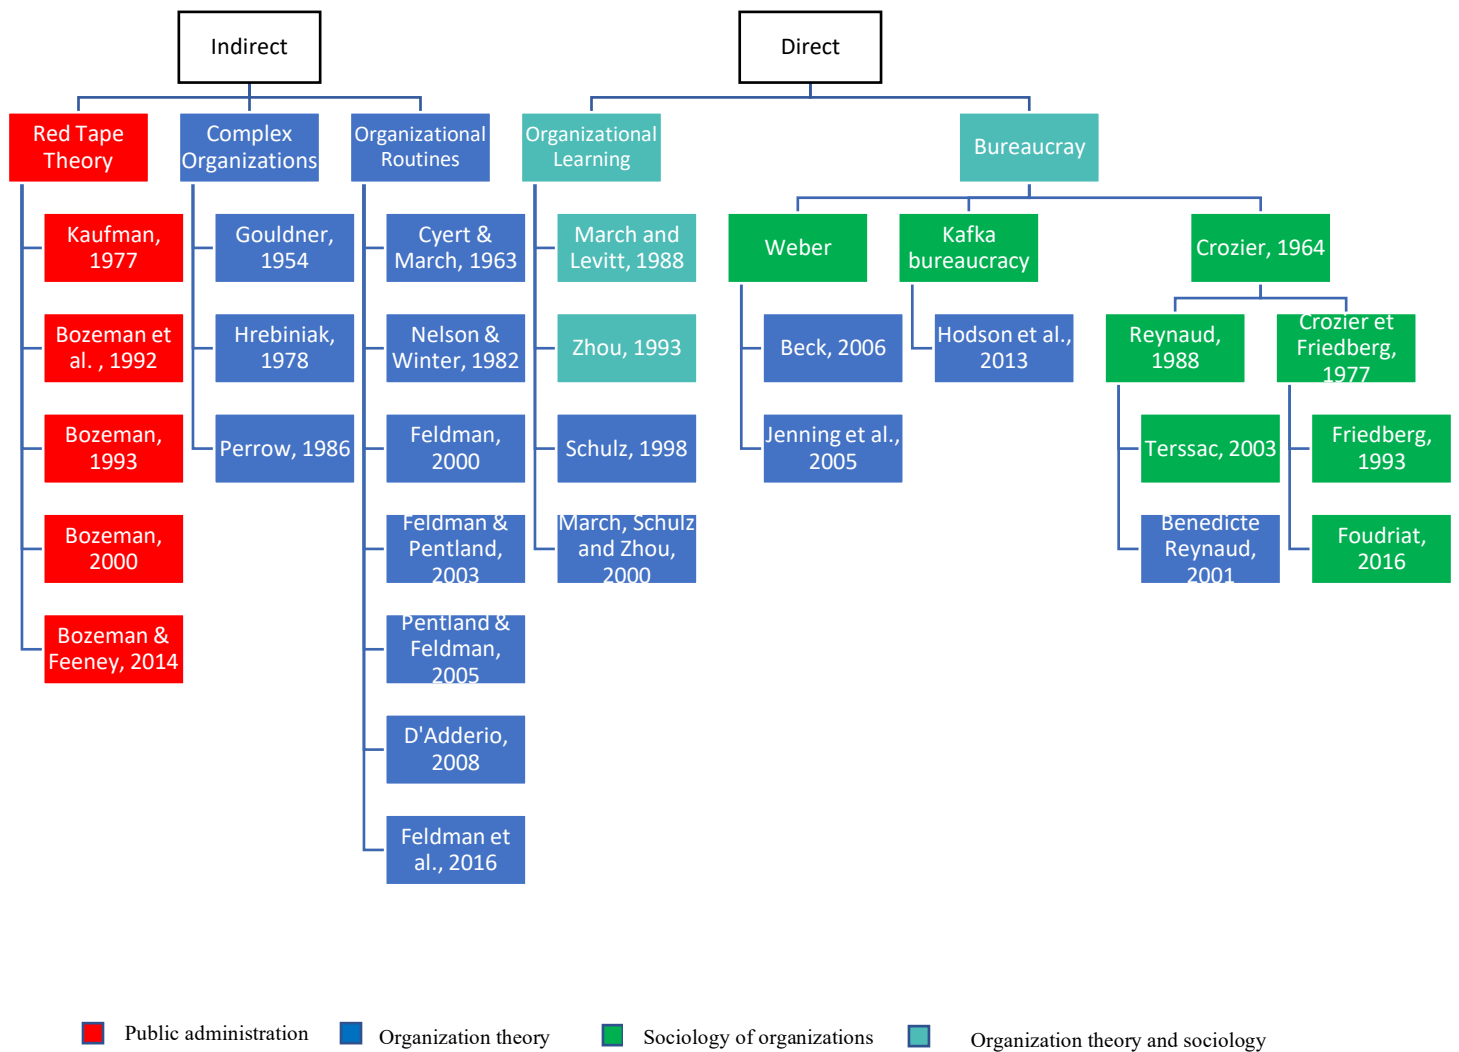 Indirect
Direct
Red Tape
Theory
Complex
Organizations
Organizational
Routines
Organizational
Learning
Bureaucray
Kaufman,
1977
Bozeman et
al. , 1992
Bozeman,
1993
Bozeman,
2000
Bozeman &
Feeney, 2014
Gouldner,
1954
Hrebiniak,
1978
Perrow, 1986
Cyert &
March, 1963
Nelson &
Winter, 1982
Feldman,
2000
Feldman &
Pentland,
2003
Pentland &
Feldman,
2005
D'Adderio,
2008
Feldman et
al., 2016
March and
Levitt, 1988
Zhou, 1993
Schulz, 1998
March, Schulz
and Zhou,
2000
Weber
Beck, 2006
Jenning et al.,
2005
Kafka
bureaucracy
Hodson et al.,
2013
Crozier, 1964
Reynaud,
1988
Terssac, 2003
Benedicte
Reynaud,
2001
Crozier et
Friedberg,
1977
Friedberg,
1993
Foudriat,
2016
Public administration
Organization theory
Sociology of organizations
Organization theory and sociology